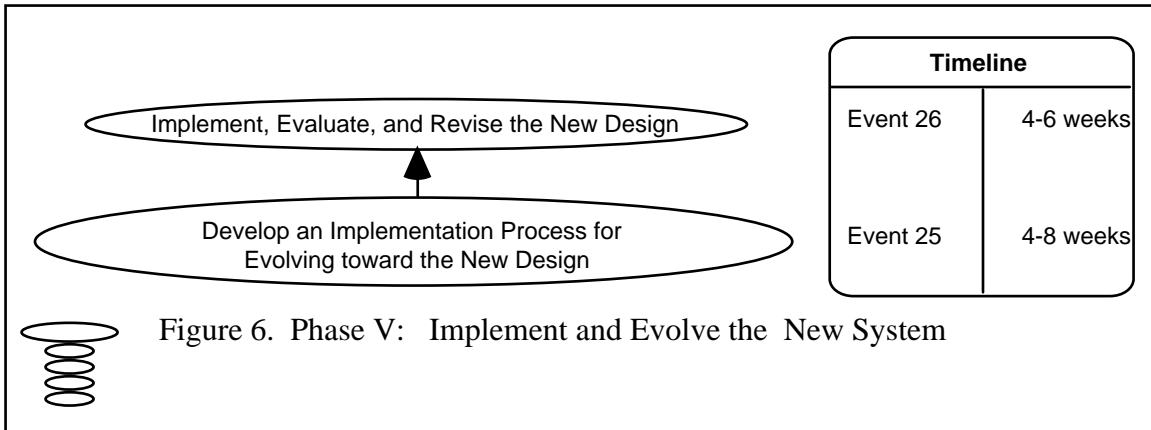 Timeline
Implement, Evaluate, and Revise the New Design
Event 26 4-6 weeks
Develop an Implementation Process for
Evolving toward the New Design
Event 25 4-8 weeks
Figure 6. Phase V: Implement and Evolve the New System